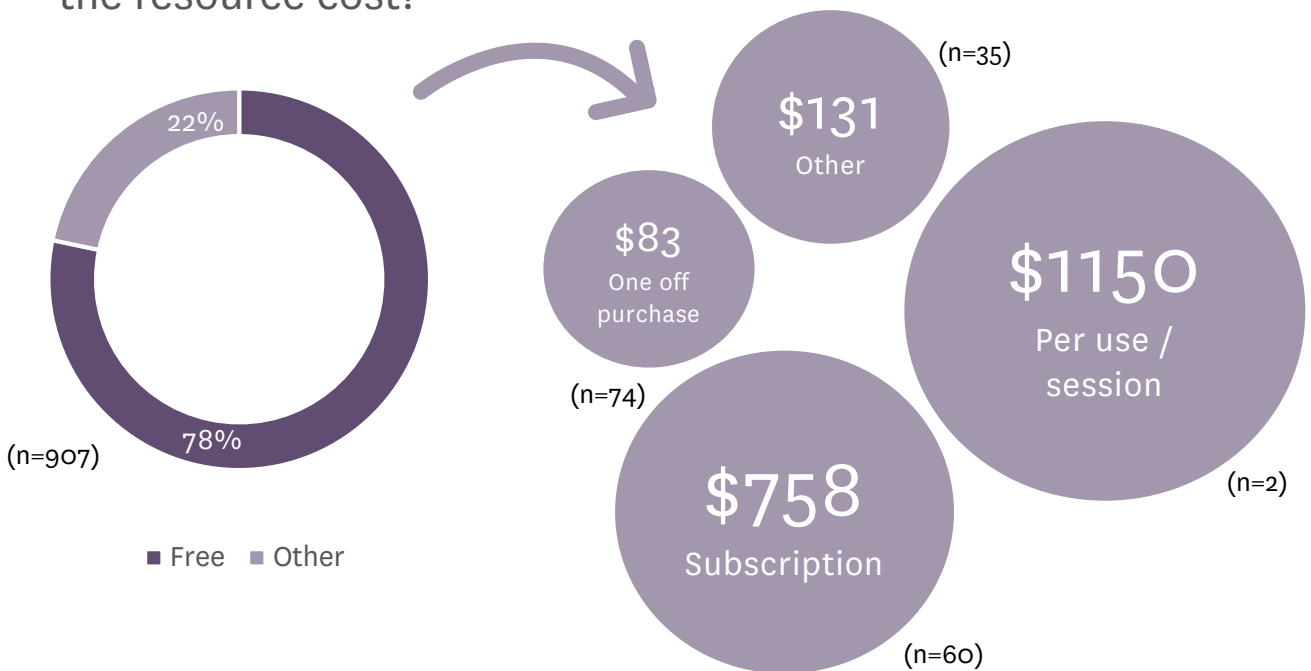 the resource cost?
22%
78%
(n=907)
Free
Other
(n=35)
$131
Other
$83
One off
purchase
(n=74)
$1150
Per use /
session
(n=2)
$758
Subscription
(n=60)